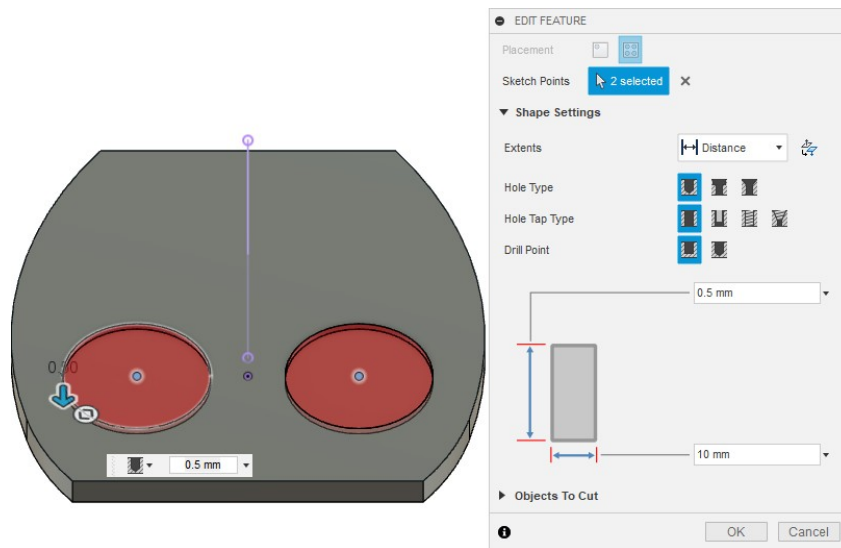 EDIT FEATURE
Placement
Sketch Points 2 selected
Shape Settings
Extents Distance
Hole Type
Hole Tap Type
Drill Point
0.5 mm
10 mm
Objects To Cut
OK Cancel
0.50
0.5 mm